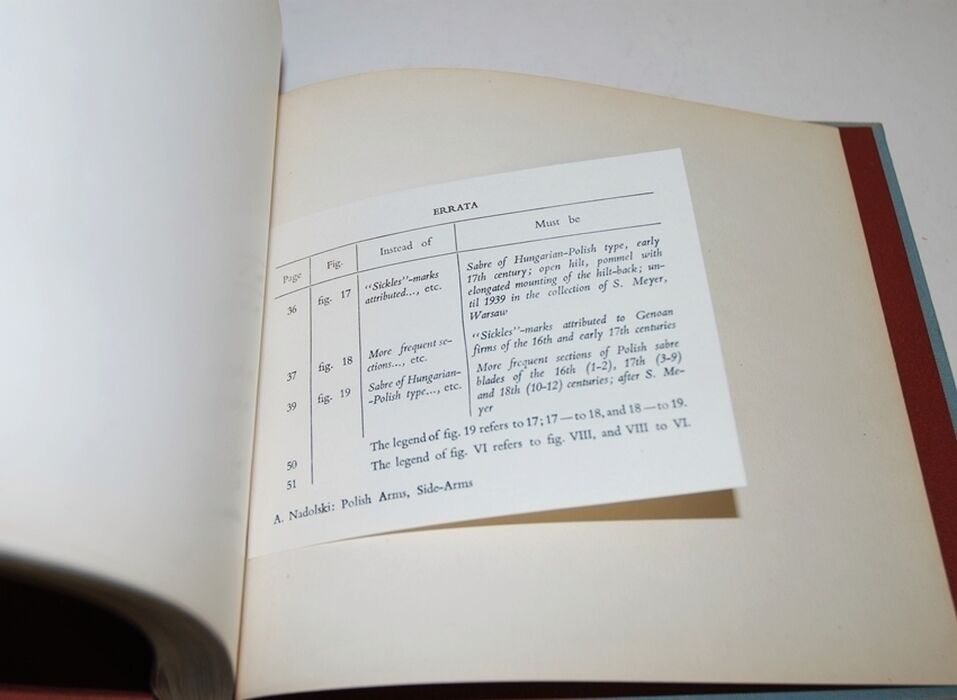 ERRATA
Page Fig. Instead of Must be
36 fig. 17 "Sickles"-marks
attributed..., etc.
Sabre of Hungarian-Polish type, early
17th century; open hilt, pommel with
elongated mounting of the hilt-back; un-
til 1939 in the collection of S. Meyer,
Warsaw
37 fig. 18 More frequent se-
ctions..., etc.
"Sickles"-marks attributed to Genoan
firms of the 16th and early 17th centuries
39 fig. 19 Sabre of Hungarian-
-Polish type..., etc.
More frequent sections of Polish sabre
blades of the 16th (1-2), 17th (3-9)
and 18th (10-12) centuries; after S. Me-
yer
50 The legend of fig. 19 refers to 17; 17—to 18, and 18—to 19.
51 The legend of fig. VI refers to fig. VIII, and VIII to VI.
A. Nadolski: Polish Arms, Side-Arms